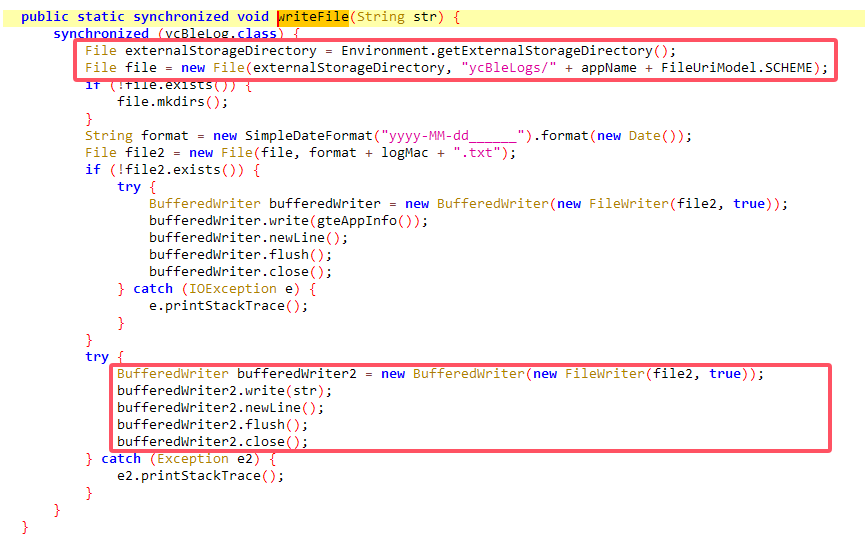 public static synchronized void writeFile(String str) {
synchronized (ycBleLog.class) {
File externalStorageDirectory = Environment.getExternalStorageDirectory();
File file = new File(externalStorageDirectory, "ycBleLogs/" + appName + FileUriModel.SCHEME);
if (!file.exists()) {
file.mkdirs();
}
String format = new SimpleDateFormat("yyyy-MM-dd______").format(new Date());
File file2 = new File(file, format + logMac + ".txt");
if (!file2.exists()) {
try {
BufferedWriter bufferedWriter = new BufferedWriter(new FileWriter(file2, true));
bufferedWriter.write(gteAppInfo());
bufferedWriter.newLine();
bufferedWriter.flush();
bufferedWriter.close();
} catch (IOException e) {
e.printStackTrace();
}
}
try {
BufferedWriter bufferedWriter2 = new BufferedWriter(new FileWriter(file2, true));
bufferedWriter2.write(str);
bufferedWriter2.newLine();
bufferedWriter2.flush();
bufferedWriter2.close();
} catch (Exception e2) {
e2.printStackTrace();
}
}
}